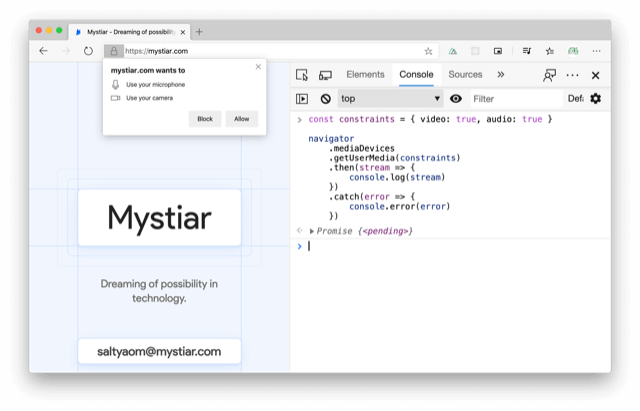 Mystiar - Dreaming of possibility
https://mystiar.com
mystiar.com wants to
Use your microphone
Use your camera
Block
Allow
Mystiar
Dreaming of possibility in
technology.
saltyaom@mystiar.com
Elements
Console
Sources
top
Filter
Defa
const constraints = { video: true, audio: true }
navigator
.mediaDevices
.getUserMedia(constraints)
.then(stream => {
console.log(stream)
})
.catch(error => {
console.error(error)
})
Promise {<pending>}